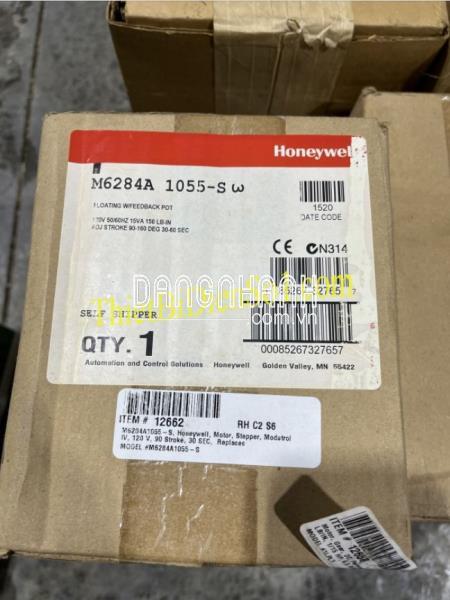 Honeywell
M6284A 1055-S ω
FLOATING W/FEEDBACK POT
120V 50/60HZ 15VA 150 LB-IN
ADJ STROKE 90-160 DEG 30-60 SEC
1520
DATE CODE
CE N314
DANGNHAO.com.vn
SELF SHIPPER
QTY. 1
00085267327657
Automation and Control Solutions Honeywell Golden Valley, MN 55422
ITEM # 12662 RH C2 S6
M6284A1055-S, Honeywell, Motor, Stepper, Modutrol
IV, 120 V, 90 Stroke, 30 SEC, Replaces
MODEL #M6284A1055-S
ITEM #